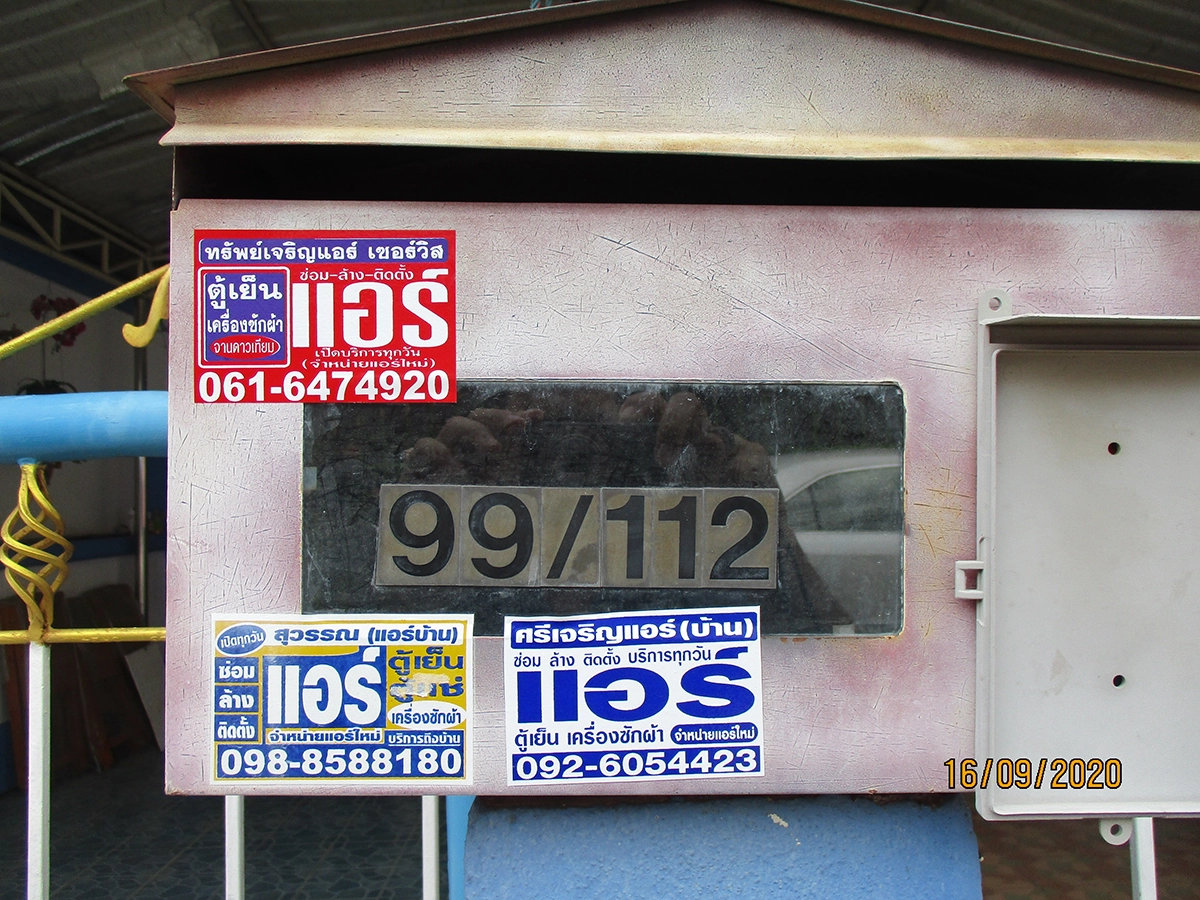 ทรัพย์เจริญแอร์ เซอร์วิส
ซ่อม-ล้าง-ติดตั้ง
ตู้เย็น
เครื่องซักผ้า
จานดาวเทียม
แอร์
เปิดบริการทุกวัน
(จำหน่ายแอร์ใหม่)
061-6474920
99/112
เปิดทุกวัน สุวรรณ (แอร์บ้าน)
ซ่อม
ล้าง
ติดตั้ง
แอร์
ตู้เย็น
เครื่องซักผ้า
จำหน่ายแอร์ใหม่ บริการถึงบ้าน
098-8588180
ศรีเจริญแอร์ (บ้าน)
ซ่อม ล้าง ติดตั้ง บริการทุกวัน
แอร์
ตู้เย็น เครื่องซักผ้า จำหน่ายแอร์ใหม่
092-6054423
16/09/2020